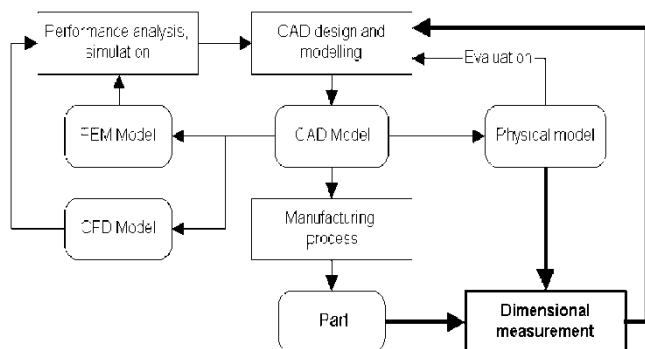 Performance analysis,
simulation
CAD design and
modelling
Evaluation
FEM Model
CAD Model
Physical model
CFD Model
Manufacturing
process
Part
Dimensional
measurement